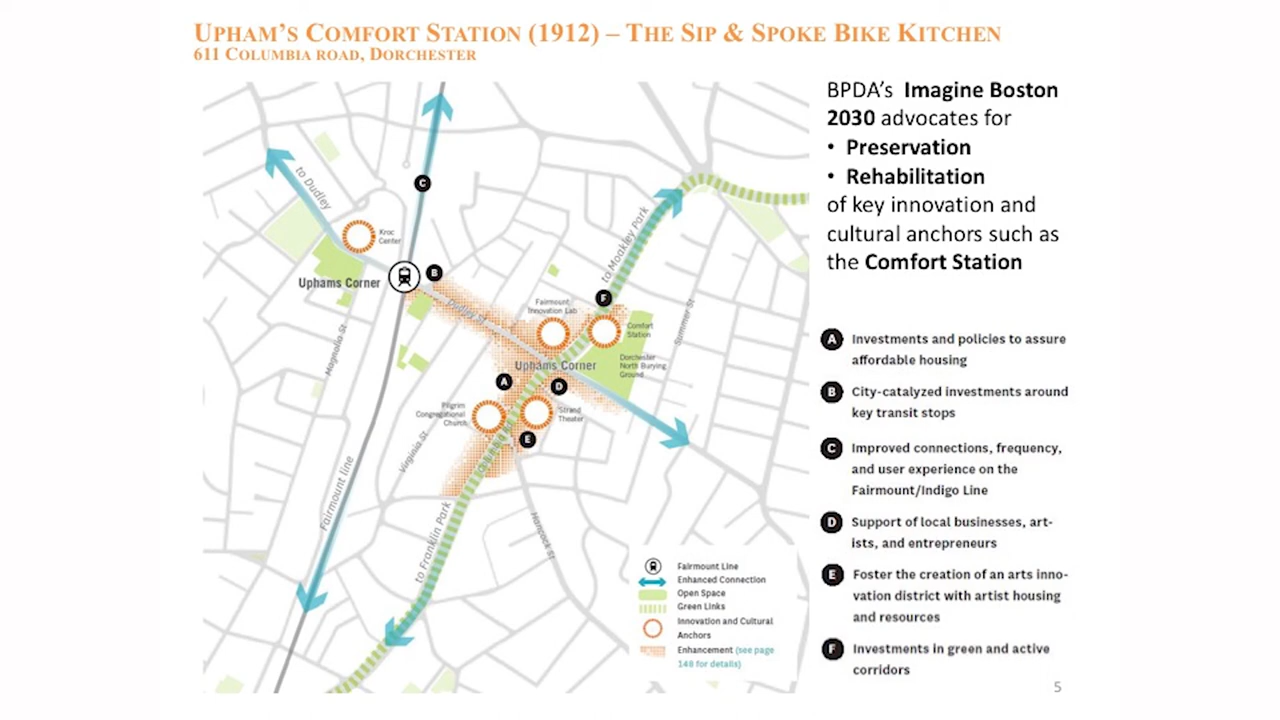 UPHAM'S COMFORT STATION (1912) – THE SIP & SPOKE BIKE KITCHEN
611 COLUMBIA ROAD, DORCHESTER
BPDA's Imagine Boston
2030 advocates for
• Preservation
• Rehabilitation
of key innovation and
cultural anchors such as
the Comfort Station
C
to Dudley
Kroc
Center
to Moakley Park
B
Uphams Corner
F
Dudley St
Fairmount
Innovation Lab
Comfort
Station
Summer St
Magnolia St
Uphams Corner
Dorchester
North Burying
Ground
A
D
Pilgrim
Congregational
Church
Strand
Theater
E
Virginia St
Fairmount line
to Franklin Park
Hancock St
Fairmount Line
Enhanced Connection
Open Space
Green Links
Innovation and Cultural
Anchors
Enhancement (see page
148 for details)
A Investments and policies to assure
affordable housing
B City-catalyzed investments around
key transit stops
C Improved connections, frequency,
and user experience on the
Fairmount/Indigo Line
D Support of local businesses, art-
ists, and entrepreneurs
E Foster the creation of an arts inno-
vation district with artist housing
and resources
F Investments in green and active
corridors
5